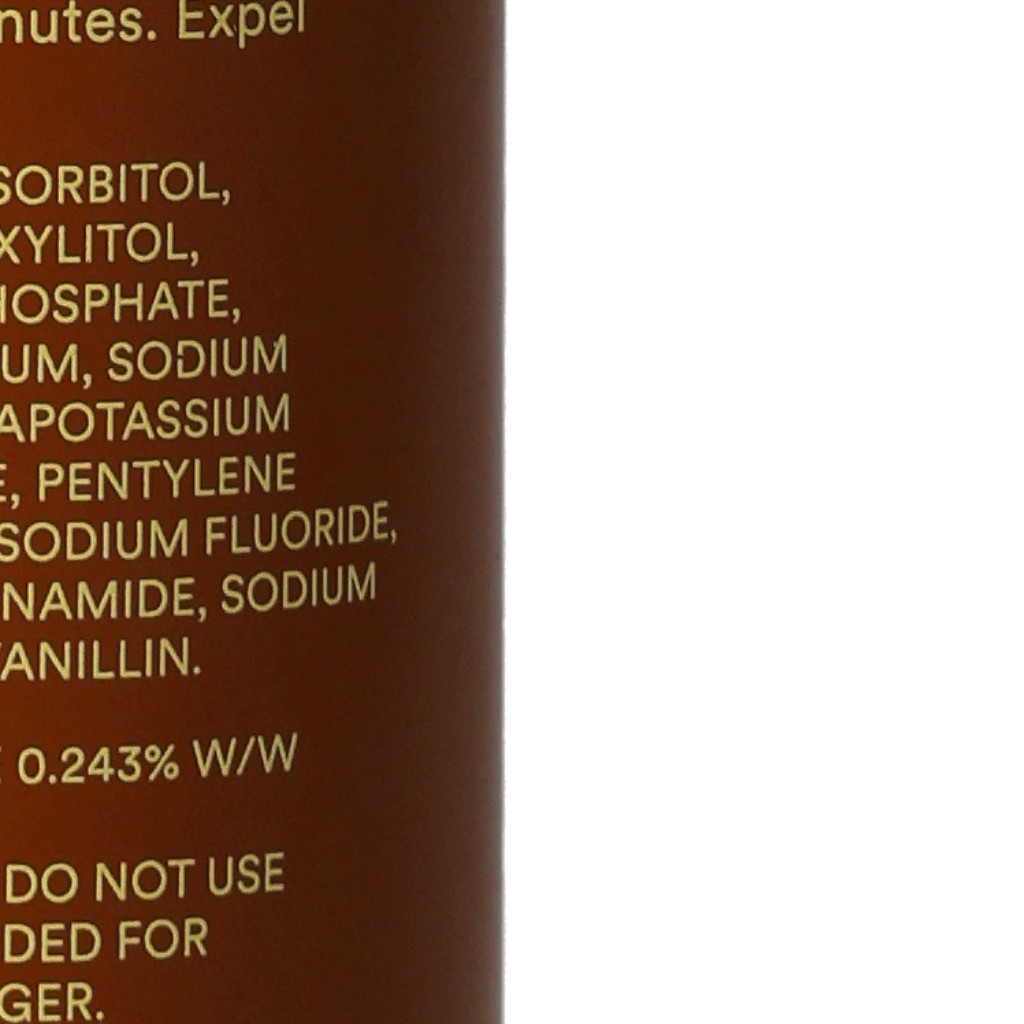 nutes. Expel
SORBITOL,
XYLITOL,
HOSPHATE,
UM, SODIUM
APOTASSIUM
E, PENTYLENE
SODIUM FLUORIDE,
NAMIDE, SODIUM
VANILLIN.
E 0.243% W/W
DO NOT USE
DED FOR
GER.